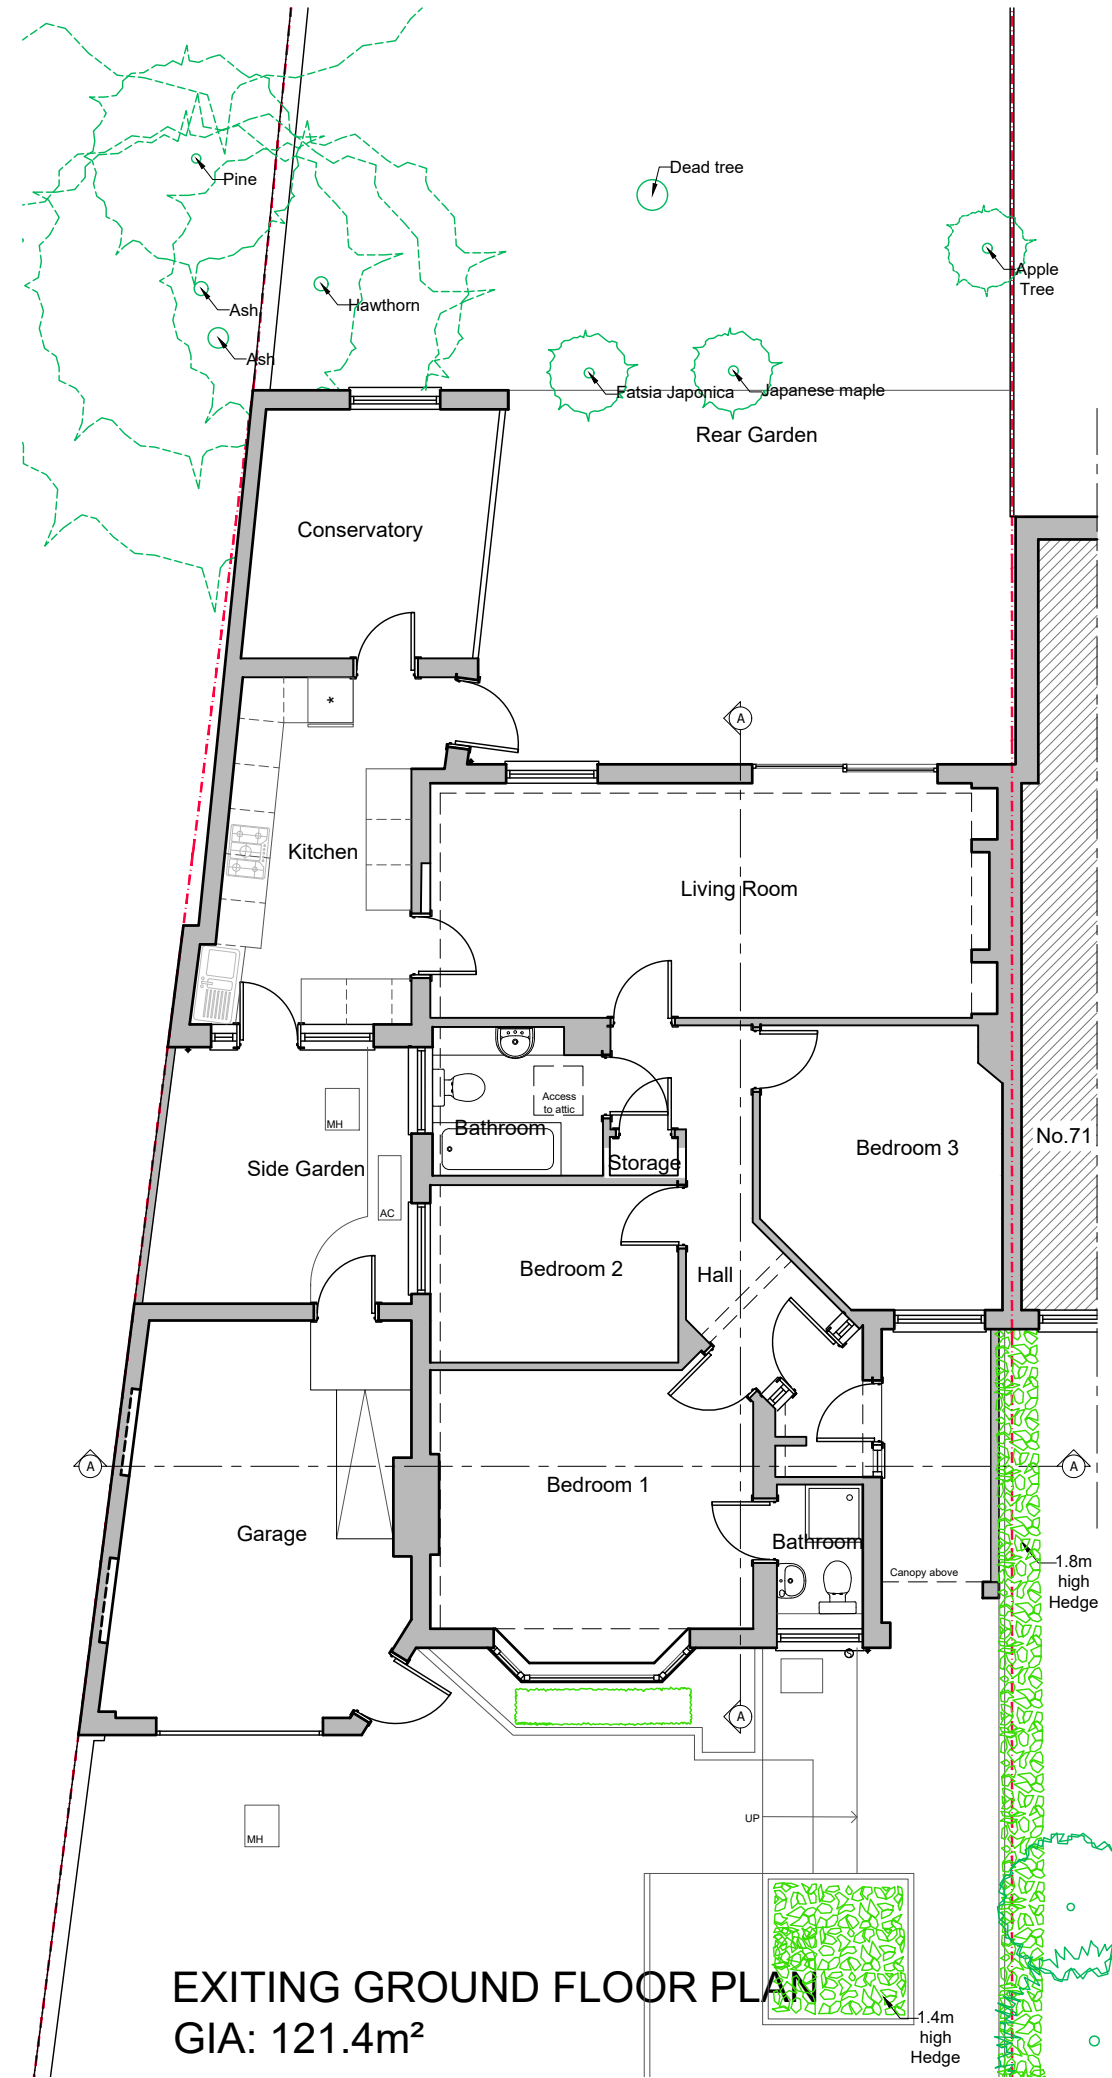 Dead tree
Pine
Apple
Tree
Ash
Hawthorn
Ash
Fatsia Japonica
Japanese maple
Rear Garden
Conservatory
*
A
Kitchen
Living Room
Access
to attic
MH
Bathroom
No.71
Bedroom 3
Storage
Side Garden
AC
Bedroom 2
Hall
A
A
Bedroom 1
Garage
Bathroom
Canopy above
1.8m
high
Hedge
A
UP
MH
EXITING GROUND FLOOR PLAN
GIA: 121.4m²
1.4m
high
Hedge